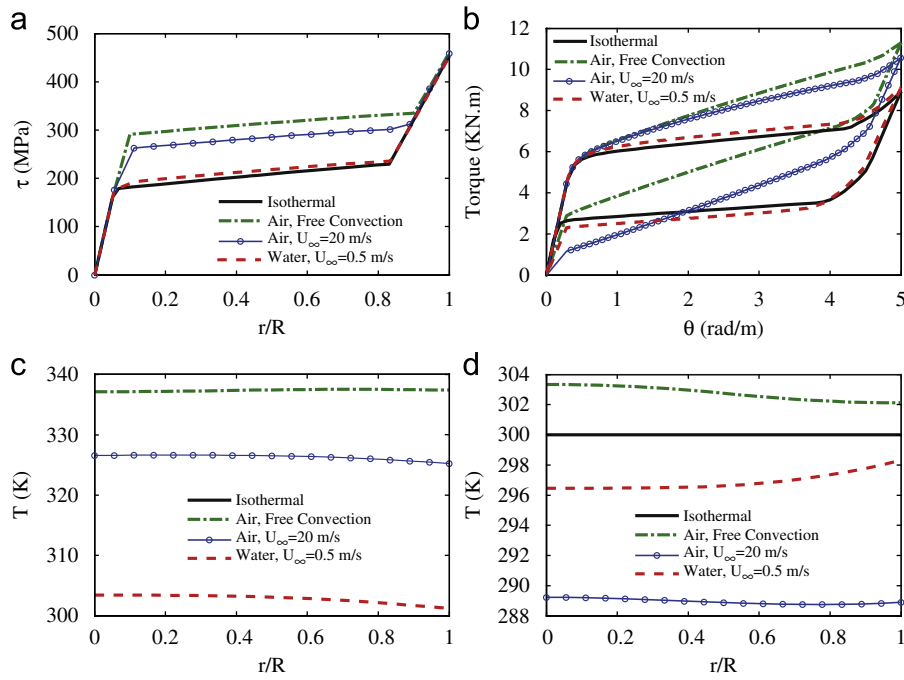 a
500
400
300
200
100
0
τ (MPa)
Isothermal
Air, Free Convection
Air, U∞=20 m/s
Water, U∞=0.5 m/s
0
0.2
0.4
0.6
0.8
1
r/R
b
12
10
8
6
4
2
0
Torque (KN.m)
Isothermal
Air, Free Convection
Air, U∞=20 m/s
Water, U∞=0.5 m/s
0
1
2
3
4
5
θ (rad/m)
c
340
330
320
310
300
T (K)
Isothermal
Air, Free Convection
Air, U∞=20 m/s
Water, U∞=0.5 m/s
0
0.2
0.4
0.6
0.8
1
r/R
d
304
302
300
298
296
294
292
290
288
T (K)
Isothermal
Air, Free Convection
Air, U∞=20 m/s
Water, U∞=0.5 m/s
0
0.2
0.4
0.6
0.8
1
r/R